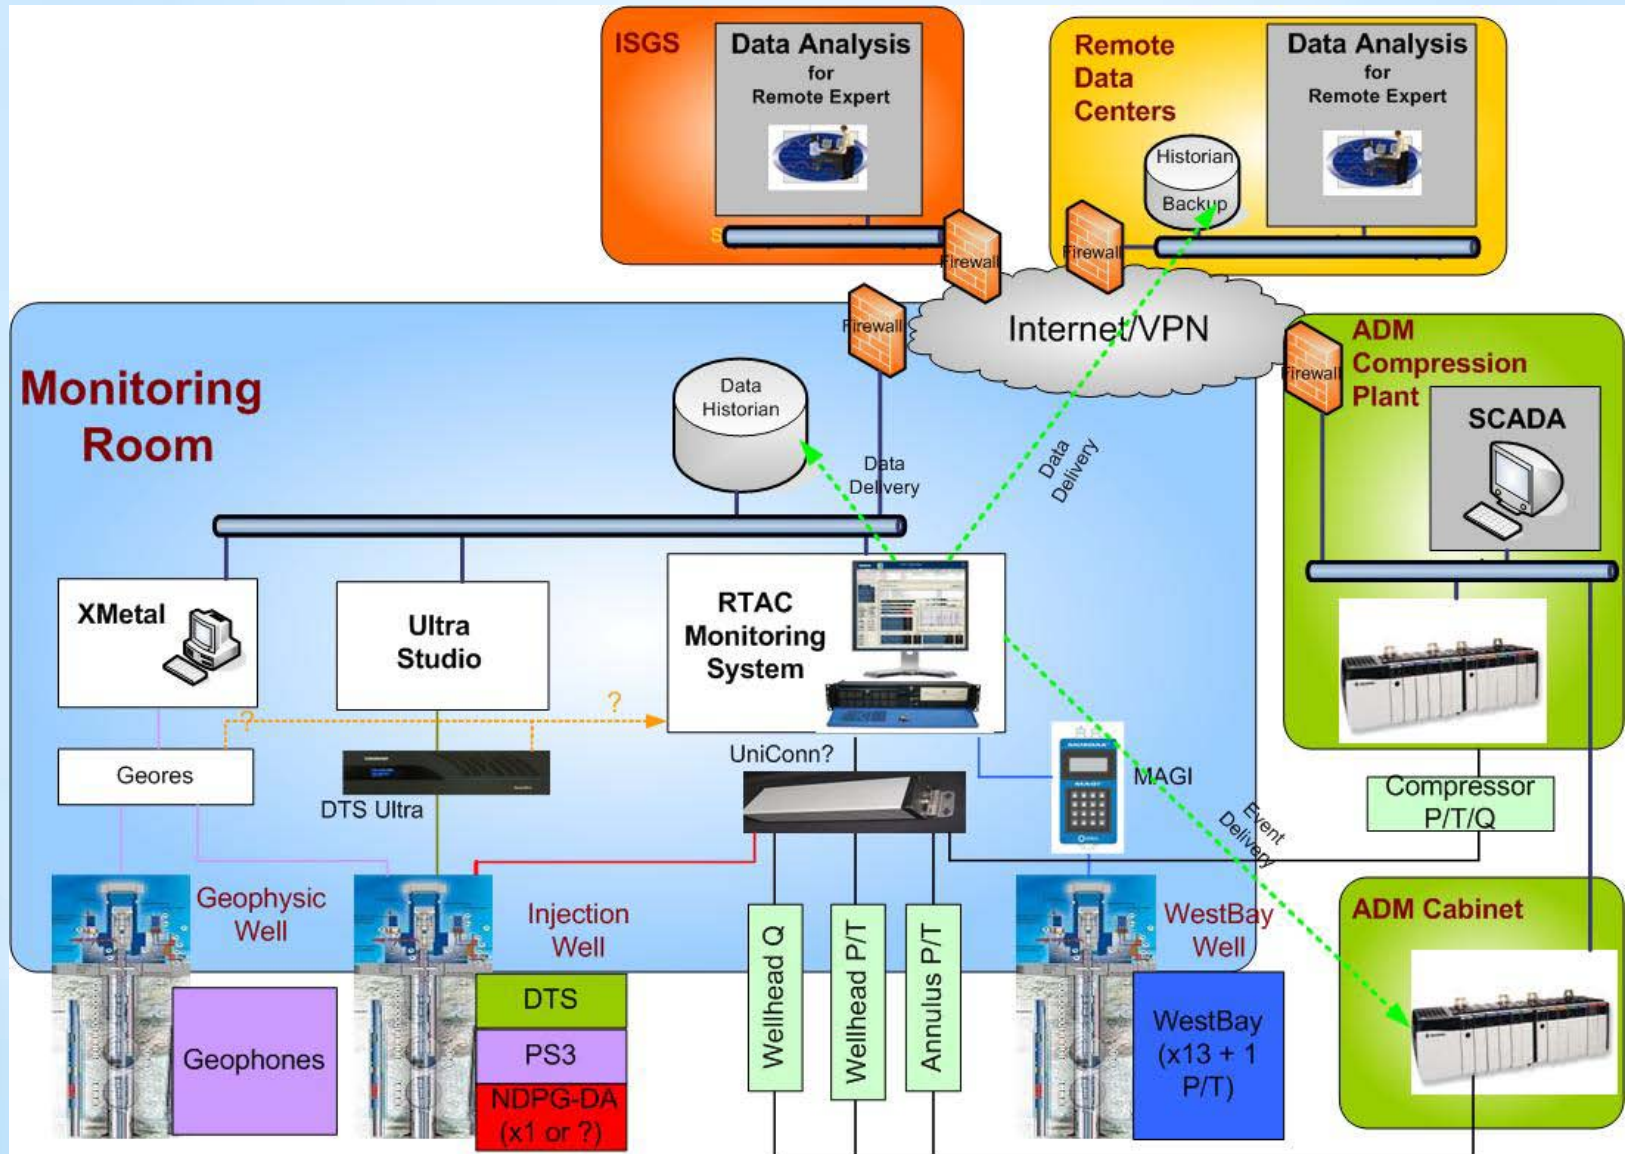 ISGS
Data Analysis
for
Remote Expert
Firewall
Remote
Data
Centers
Historian
Backup
Data Analysis
for
Remote Expert
Firewall
Internet/VPN
Firewall
Monitoring
Room
Data
Historian
Data
Delivery
Data
Delivery
Firewall
ADM
Compression
Plant
SCADA
XMetal
Ultra
Studio
RTAC
Monitoring
System
?
?
Geores
DTS Ultra
UniConn?
MAGI
Event
Delivery
Compressor
P/T/Q
Geophysic
Well
Injection
Well
Wellhead Q
Wellhead P/T
Annulus P/T
WestBay
Well
ADM Cabinet
Geophones
DTS
PS3
NDPG-DA
(x1 or ?)
WestBay
(x13 + 1
P/T)